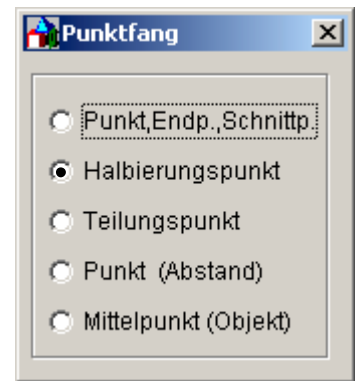 Punktfang
Punkt,Endp.,Schnittp.
Halbierungspunkt
Teilungspunkt
Punkt (Abstand)
Mittelpunkt (Objekt)